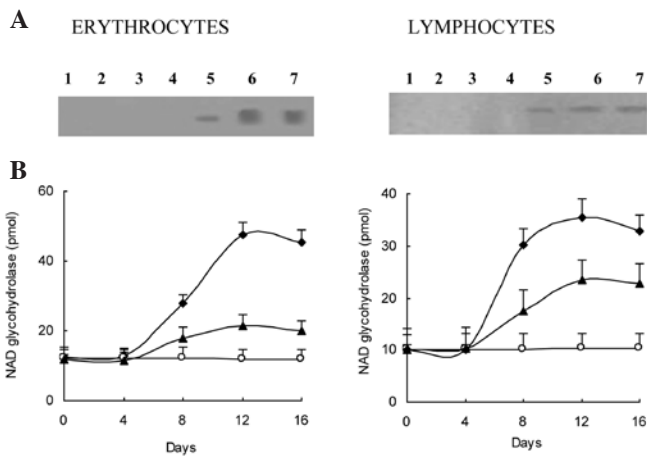 A
ERYTHROCYTES
LYMPHOCYTES
1 2 3 4 5 6 7
1 2 3 4 5 6 7
B
NAD glycohydrolase (pmol)
60
40
20
0
0 4 8 12 16
Days
NAD glycohydrolase (pmol)
40
30
20
10
0
0 4 8 12 16
Days